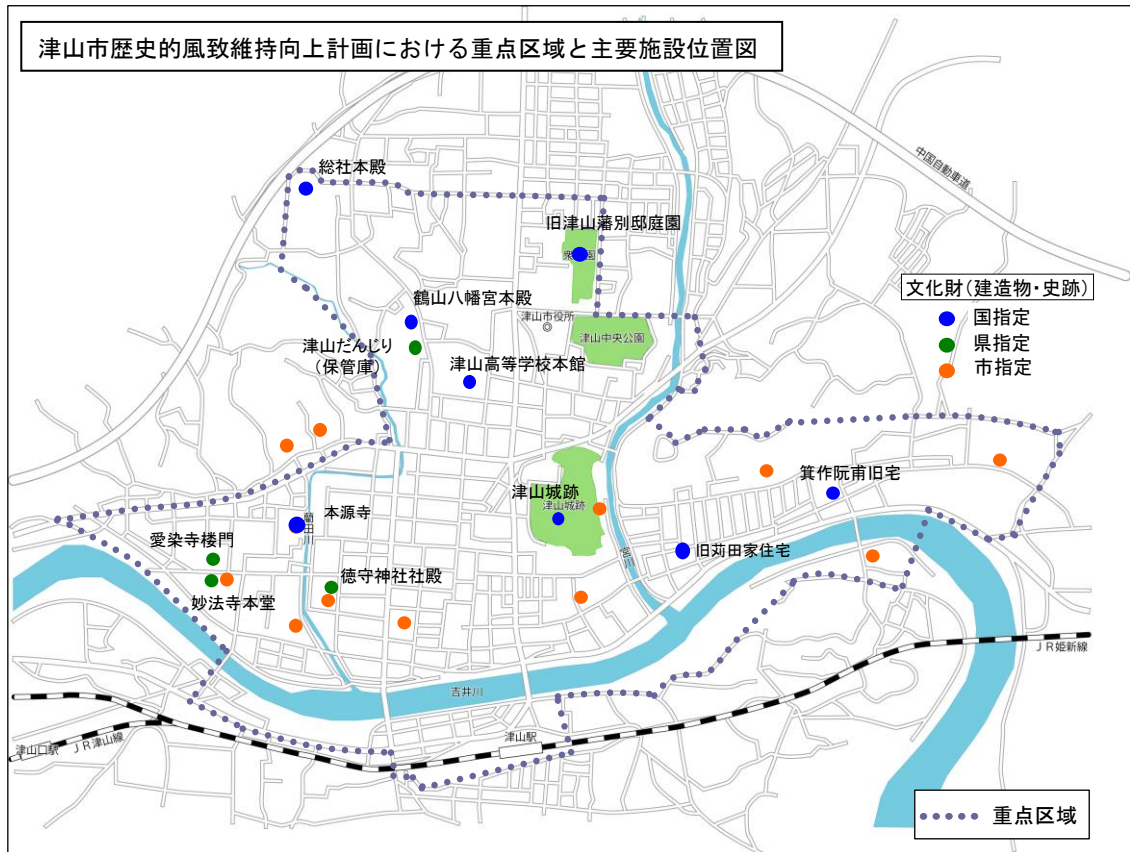 津山市歴史的風致維持向上計画における重点区域と主要施設位置図
中国自動車道
総社本殿
旧津山藩別邸庭園
衆楽園
文化財(建造物・史跡)
国指定
県指定
市指定
鶴山八幡宮本殿
津山市役所
津山中央公園
津山だんじり
(保管庫)
津山高等学校本館
津山城跡
津山城跡
箕作阮甫旧宅
本源寺
藺田川
宮川
旧苅田家住宅
愛染寺楼門
徳守神社社殿
妙法寺本堂
JR姫新線
吉井川
津山駅
津山口駅
JR津山線
重点区域